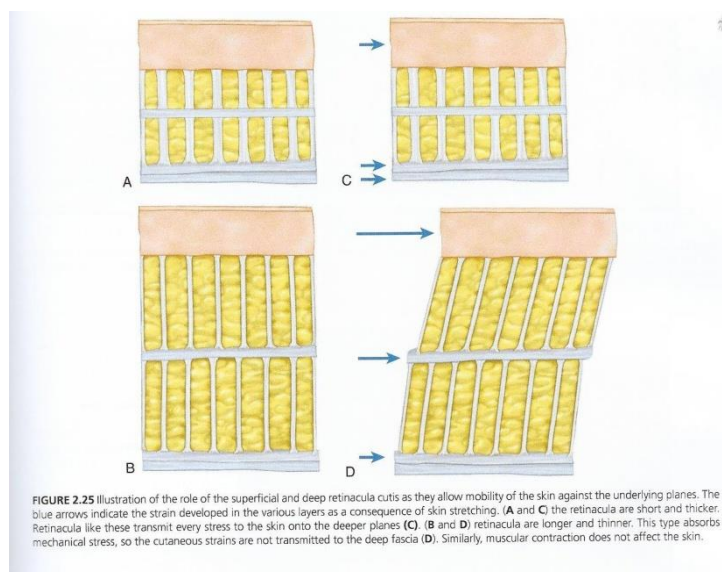 A
C
B
D
FIGURE 2.25 Illustration of the role of the superficial and deep retinacula cutis as they allow mobility of the skin against the underlying planes. The
blue arrows indicate the strain developed in the various layers as a consequence of skin stretching. (A and C) the retinacula are short and thicker.
Retinacula like these transmit every stress to the skin onto the deeper planes (C). (B and D) retinacula are longer and thinner. This type absorbs
mechanical stress, so the cutaneous strains are not transmitted to the deep fascia (D). Similarly, muscular contraction does not affect the skin.